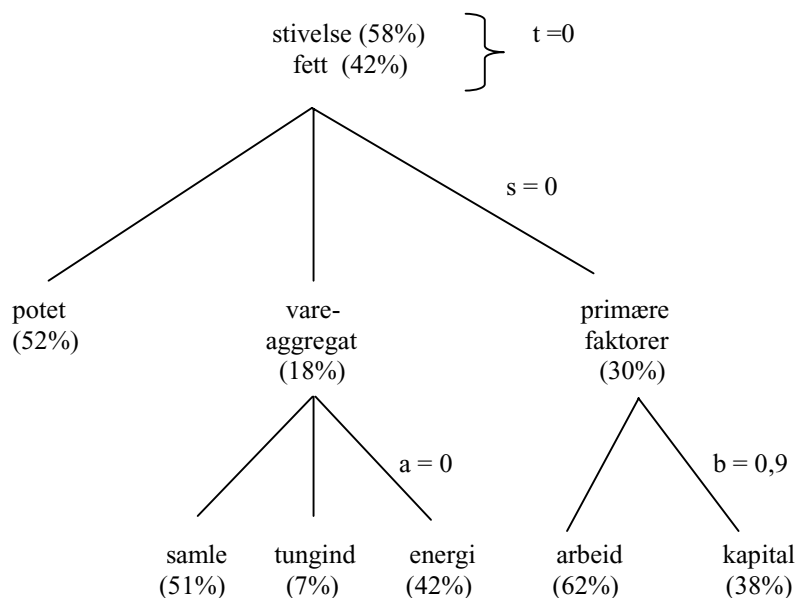 stivelse (58%)
fett (42%)
t =0
s = 0
potet
(52%)
vare-
aggregat
(18%)
primære
faktorer
(30%)
a = 0
b = 0,9
samle
(51%)
tungind
(7%)
energi
(42%)
arbeid
(62%)
kapital
(38%)